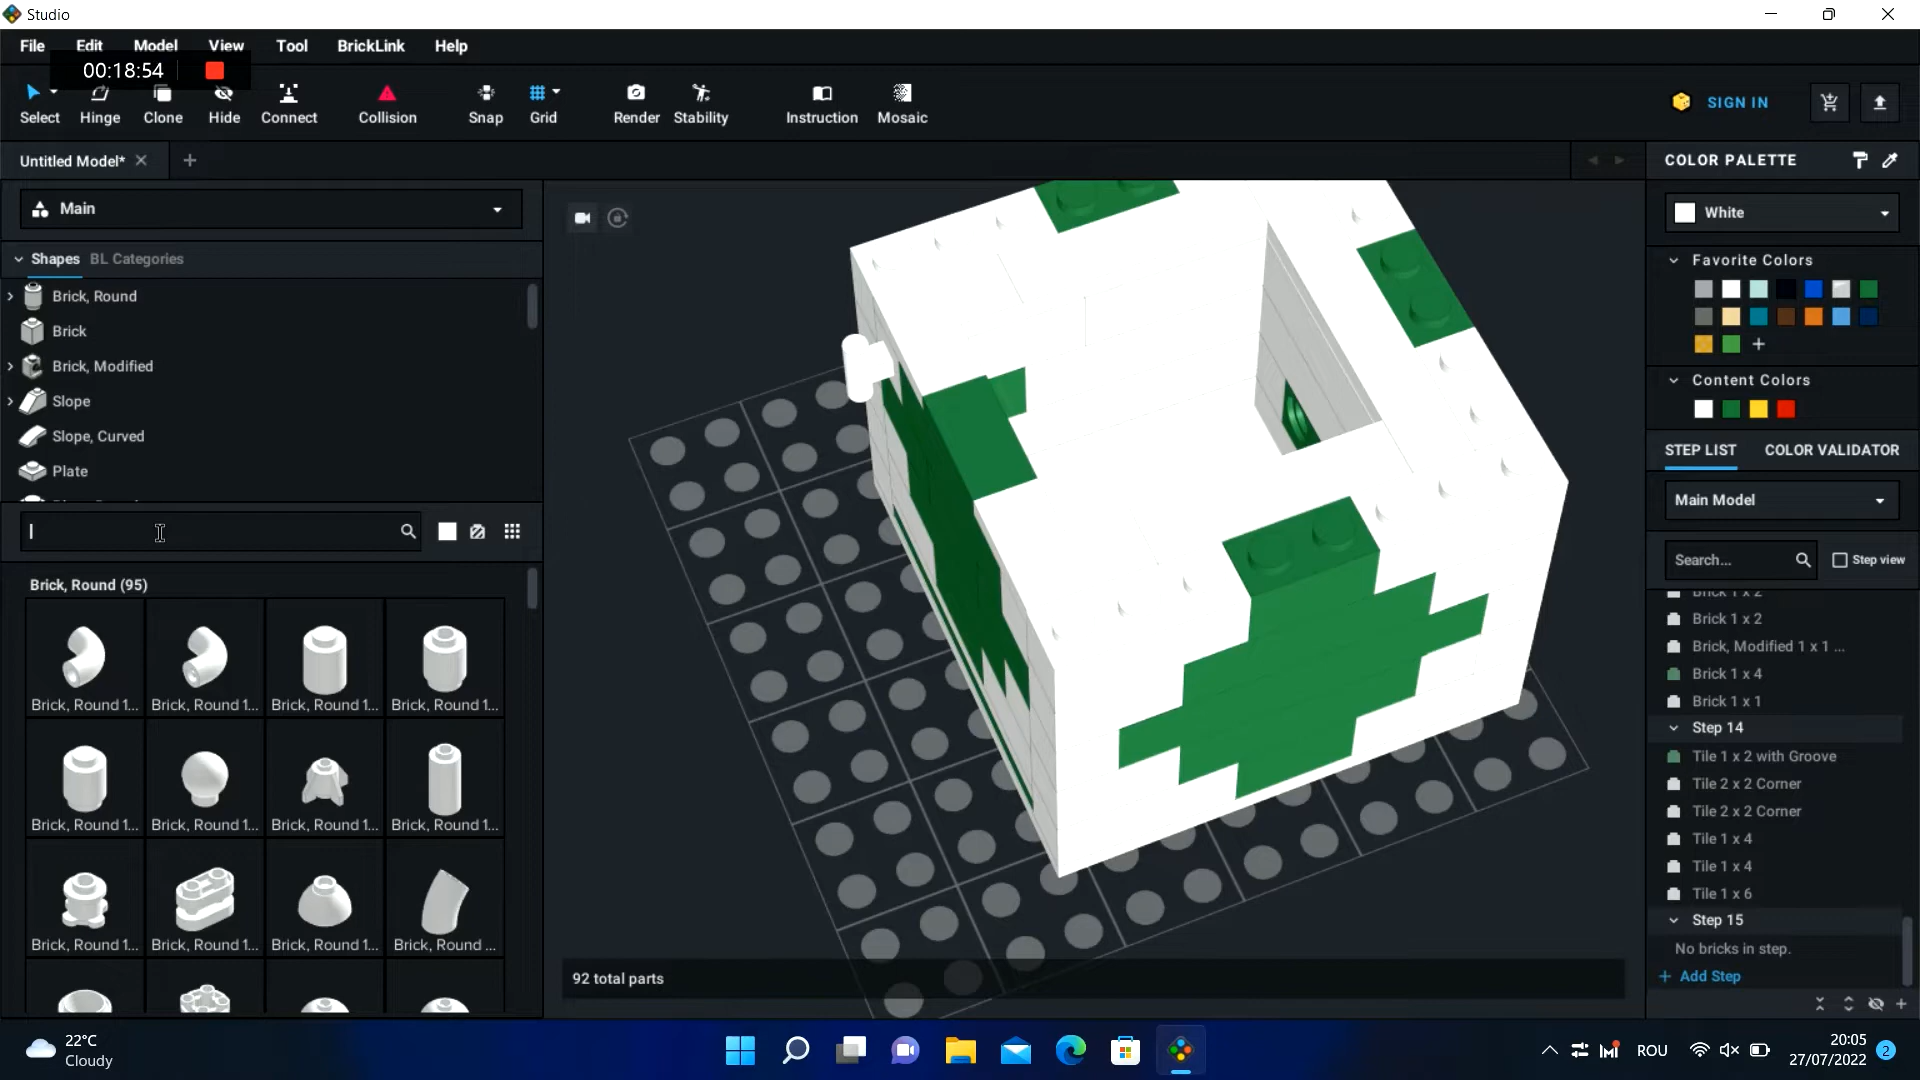 Studio
File Edit Model View Tool BrickLink Help
00:18:54
Select Hinge Clone Hide Connect Collision Snap Grid Render Stability Instruction Mosaic
SIGN IN
Untitled Model*
COLOR PALETTE
Main
White
Shapes BL Categories
Favorite Colors
Brick, Round
Brick
Brick, Modified
Slope
Slope, Curved
Plate
Content Colors
STEP LIST COLOR VALIDATOR
Main Model
Search... Step view
Brick, Round (95)
Brick, Round 1... Brick, Round 1... Brick, Round 1... Brick, Round 1...
Brick, Round 1... Brick, Round 1... Brick, Round 1... Brick, Round 1...
Brick, Round 1... Brick, Round 1... Brick, Round 1... Brick, Round ...
Brick 1 x 2
Brick 1 x 2
Brick, Modified 1 x 1 ...
Brick 1 x 4
Brick 1 x 1
Step 14
Tile 1 x 2 with Groove
Tile 2 x 2 Corner
Tile 2 x 2 Corner
Tile 1 x 4
Tile 1 x 4
Tile 1 x 6
Step 15
No bricks in step.
+ Add Step
92 total parts
22°C
Cloudy
ROU
20:05
27/07/2022
2